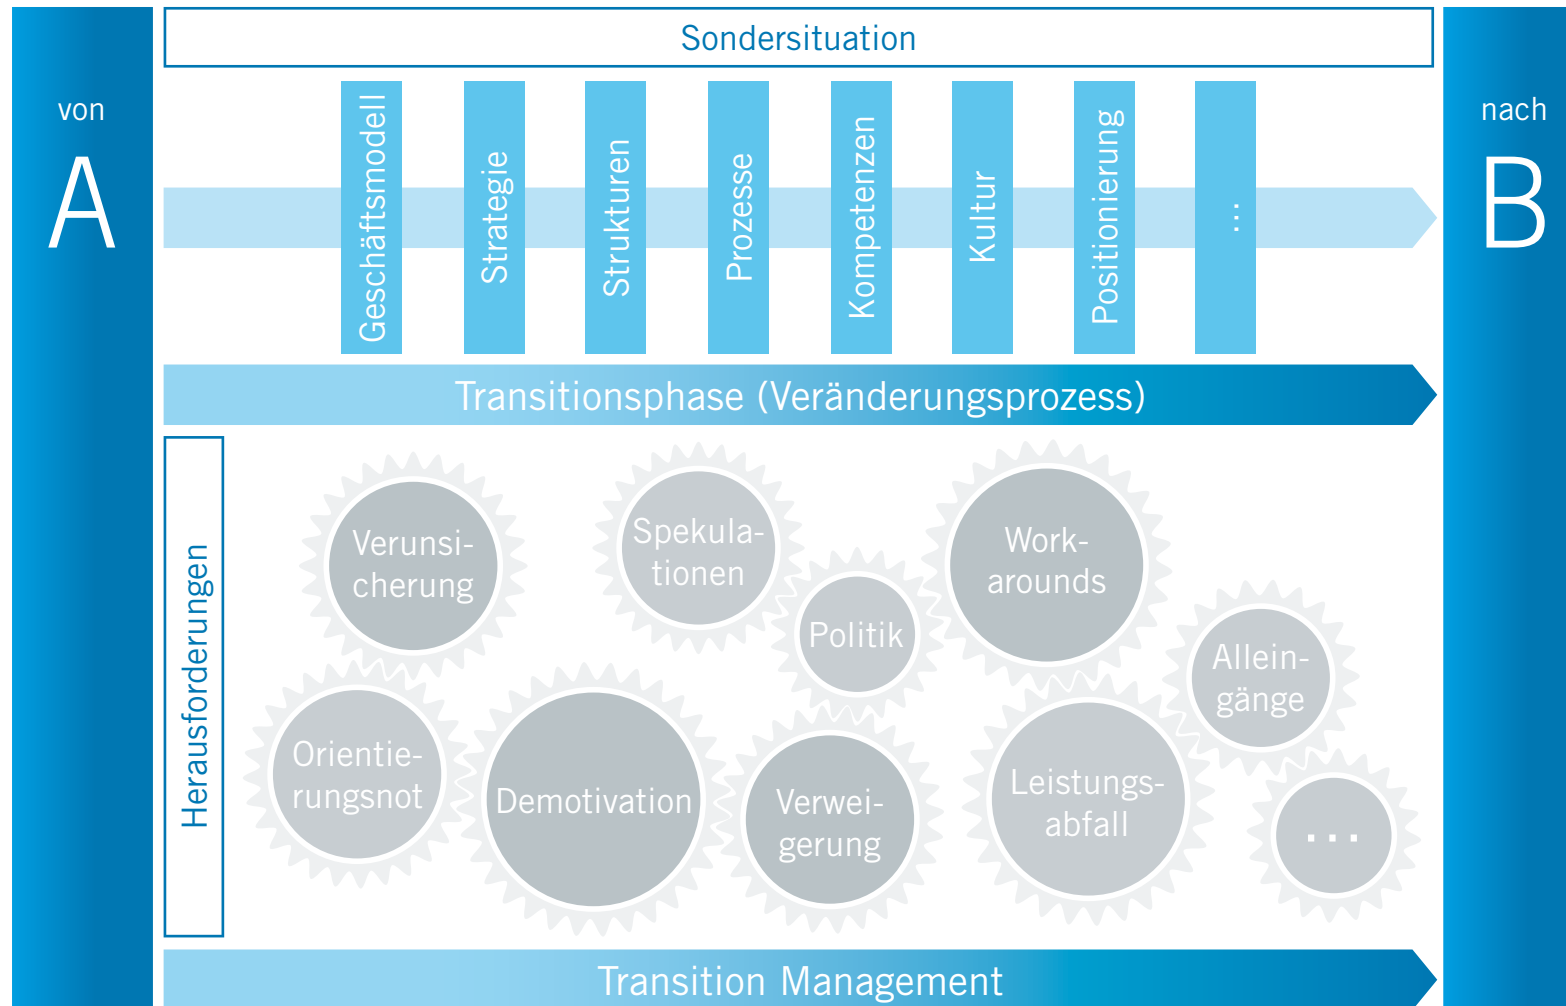 Sondersituation
von
A
nach
B
Geschäftsmodell
Strategie
Strukturen
Prozesse
Kompetenzen
Kultur
Positionierung
...
Transitionsphase (Veränderungsprozess)
Herausforderungen
Verunsi-
cherung
Spekula-
tionen
Politik
Work-
arounds
Allein-
gänge
Orientie-
rungsnot
Demotivation
Verwei-
gerung
Leistungs-
abfall
...
Transition Management